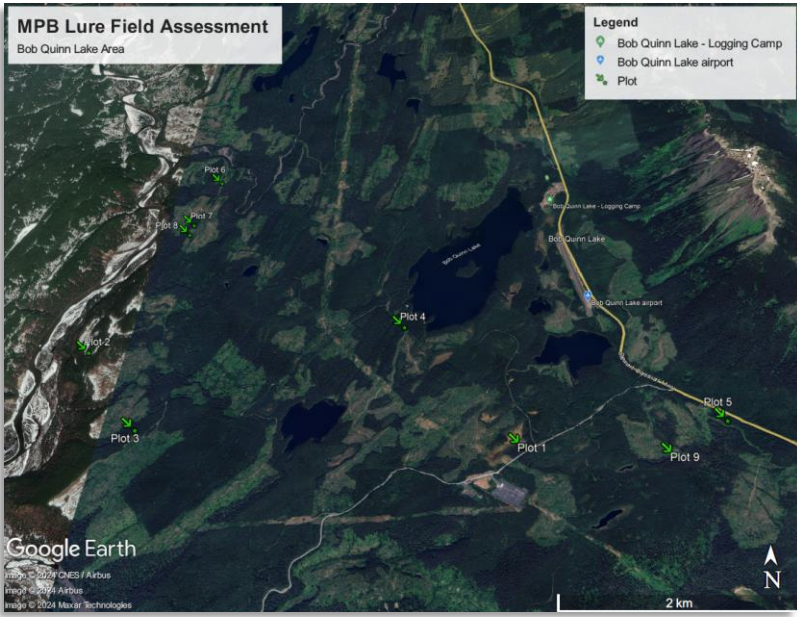 MPB Lure Field Assessment
Bob Quinn Lake Area
Legend
Bob Quinn Lake - Logging Camp
Bob Quinn Lake airport
Plot
Plot 6
Plot 7
Plot 8
Bob Quinn Lake - Logging Camp
Bob Quinn Lake
Bob Quinn Lake
Bob Quinn Lake airport
Plot 4
Plot 2
Plot 5
Plot 3
Plot 1
Plot 9
Google Earth
Image © 2024 CNES / Airbus
Image © 2024 Airbus
Image © 2024 Maxar Technologies
N
2 km